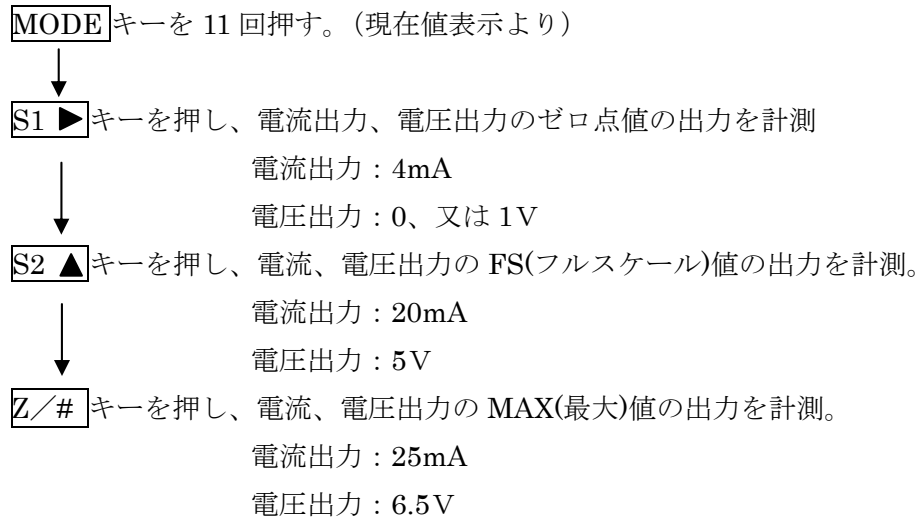 MODEキーを 11 回押す。（現在値表示より）
S1 ▶キーを押し、電流出力、電圧出力のゼロ点値の出力を計測
電流出力：4mA
電圧出力：0、又は 1V
S2 ▲キーを押し、電流、電圧出力の FS(フルスケール)値の出力を計測。
電流出力：20mA
電圧出力：5V
Z／# キーを押し、電流、電圧出力の MAX(最大)値の出力を計測。
電流出力：25mA
電圧出力：6.5V